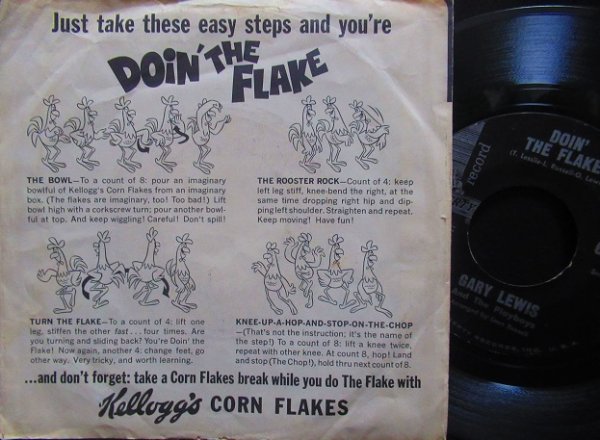 Just take these easy steps and you're
DOiN' THE
FLAKE
THE BOWL—To a count of 8: pour an imaginary
bowlful of Kellogg's Corn Flakes from an imaginary
box. (The flakes are imaginary, too! Too bad!) Lift
bowl high with a corkscrew turn; pour another bowl-
ful at top. And keep wiggling! Careful! Don't spill!
THE ROOSTER ROCK—Count of 4: keep
left leg stiff, knee-bend the right, at the
same time dropping right hip and dip-
ping left shoulder. Straighten and repeat.
Keep moving! Have fun!
TURN THE FLAKE—To a count of 4: lift one
leg, stiffen the other fast . . . four times. Are
you turning and sliding back? You're Doin' the
Flake! Now again, another 4: change feet, go
other way. Very tricky, and worth learning.
KNEE-UP-A-HOP-AND-STOP-ON-THE-CHOP
—(That's not the instruction; it's the name of
the step!) To a count of 8: lift a knee twice,
repeat with other knee. At count 8, hop! Land
and stop (The Chop!), hold thru next count of 8.
...and don't forget: take a Corn Flakes break while you do The Flake with
Kellogg's CORN FLAKES
record
DOIN'
THE FLAKE
GARY LEWIS
And The Playboys